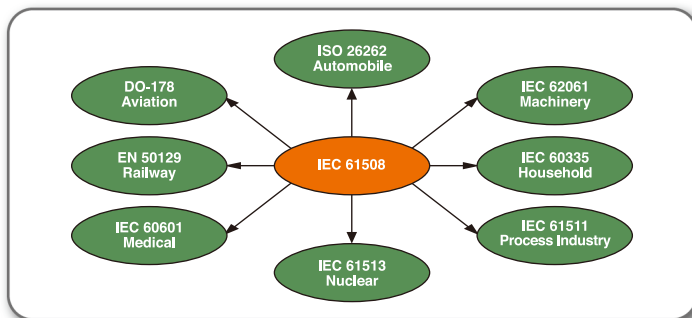 ISO 26262
Automobile
DO-178
Aviation
IEC 62061
Machinery
EN 50129
Railway
IEC 61508
IEC 60335
Household
IEC 60601
Medical
IEC 61511
Process Industry
IEC 61513
Nuclear